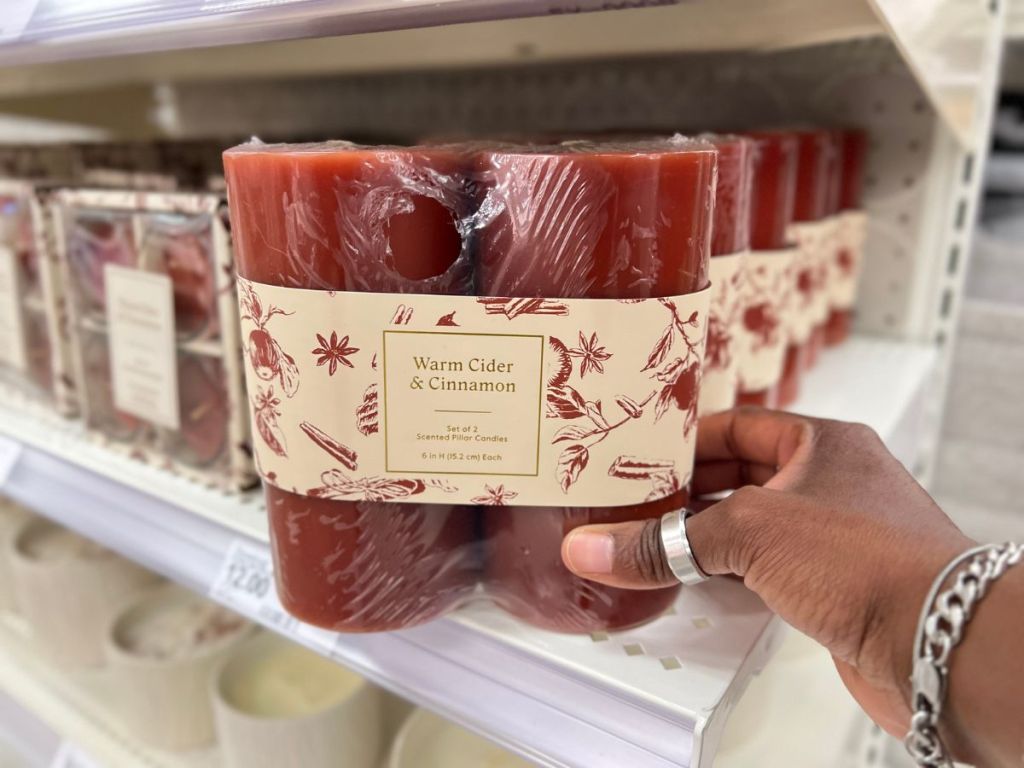 Warm Cider
& Cinnamon
Set of 2
Scented Pillar Candles
6 in H (15.2 cm) Each
12.00